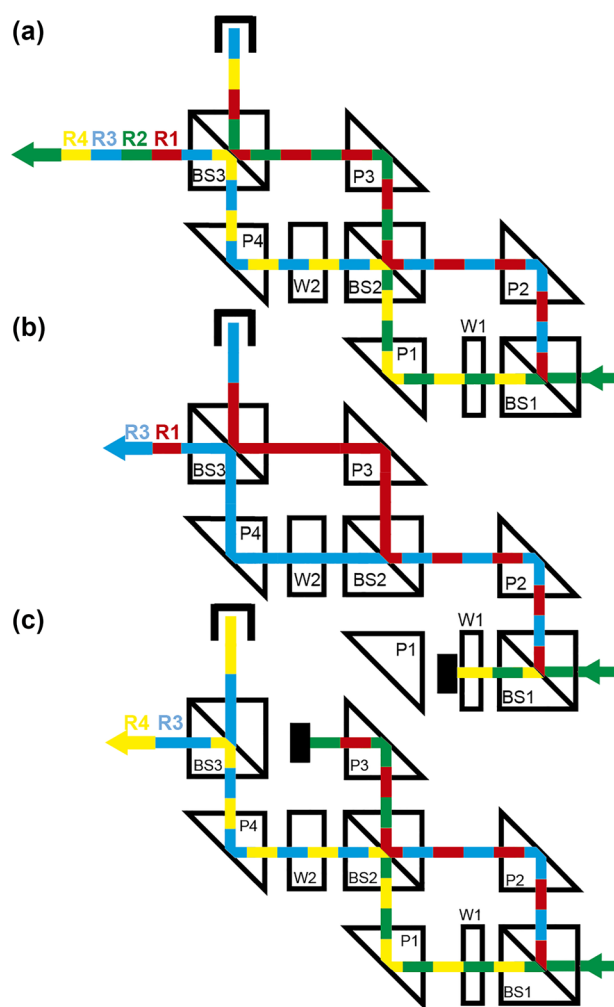 (a)
R4 R3 R2 R1
BS3
P3
P4
W2
BS2
P2
(b)
P1
W1
BS1
R3 R1
BS3
P3
P4
W2
BS2
P2
(c)
P1
W1
BS1
R4 R3
BS3
P3
P4
W2
BS2
P2
P1
W1
BS1